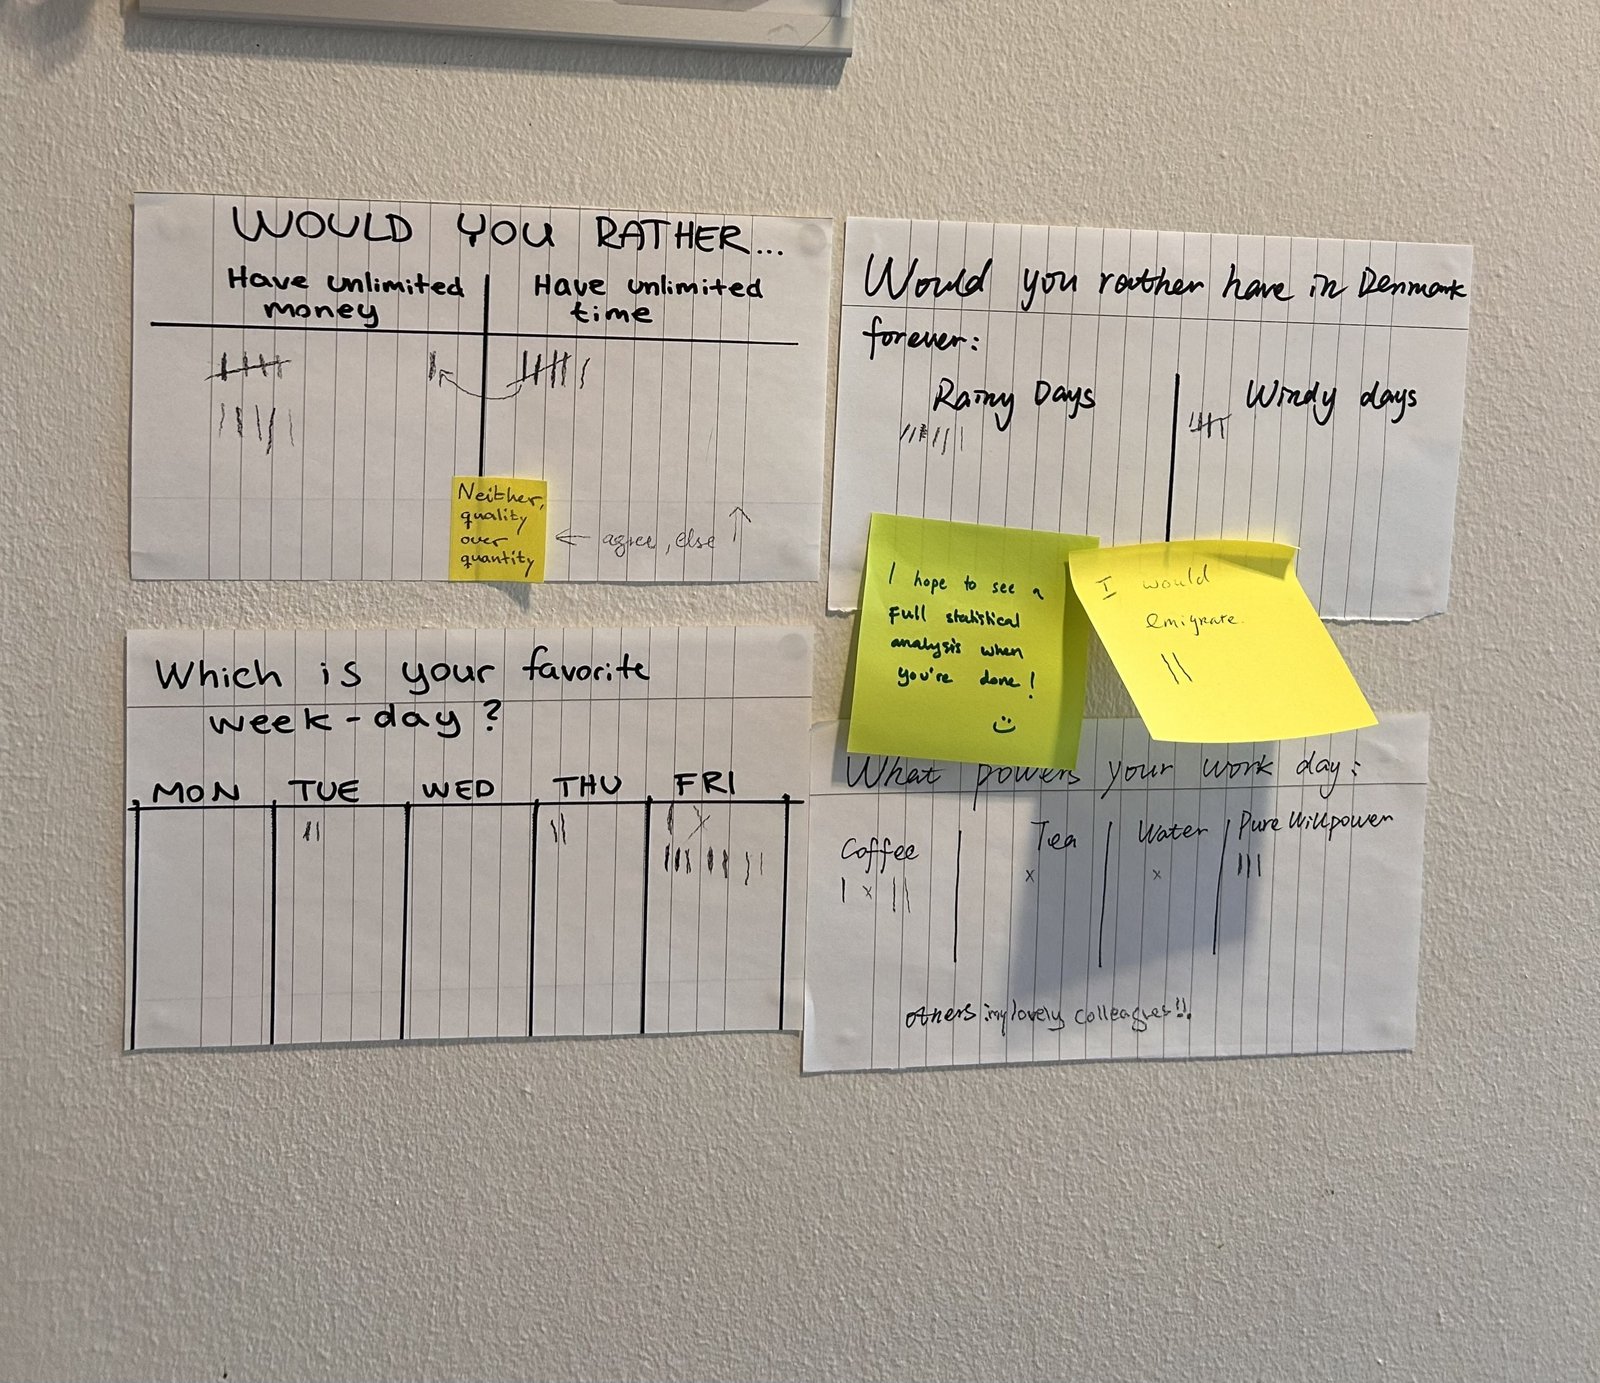 WOULD YOU RATHER...
Have unlimited money
Have unlimited time
Neither,
quality
over
quantity
← agree, else ↑
Would you rather have in Denmark
forever:
Rainy Days
Windy days
I hope to see a
Full statistical
analysis when
you're done!
I would
emigrate.
Which is your favorite
week-day?
MON TUE WED THU FRI
What powers your work day:
Coffee Tea Water Pure Willpower
others: my lovely colleagues!!